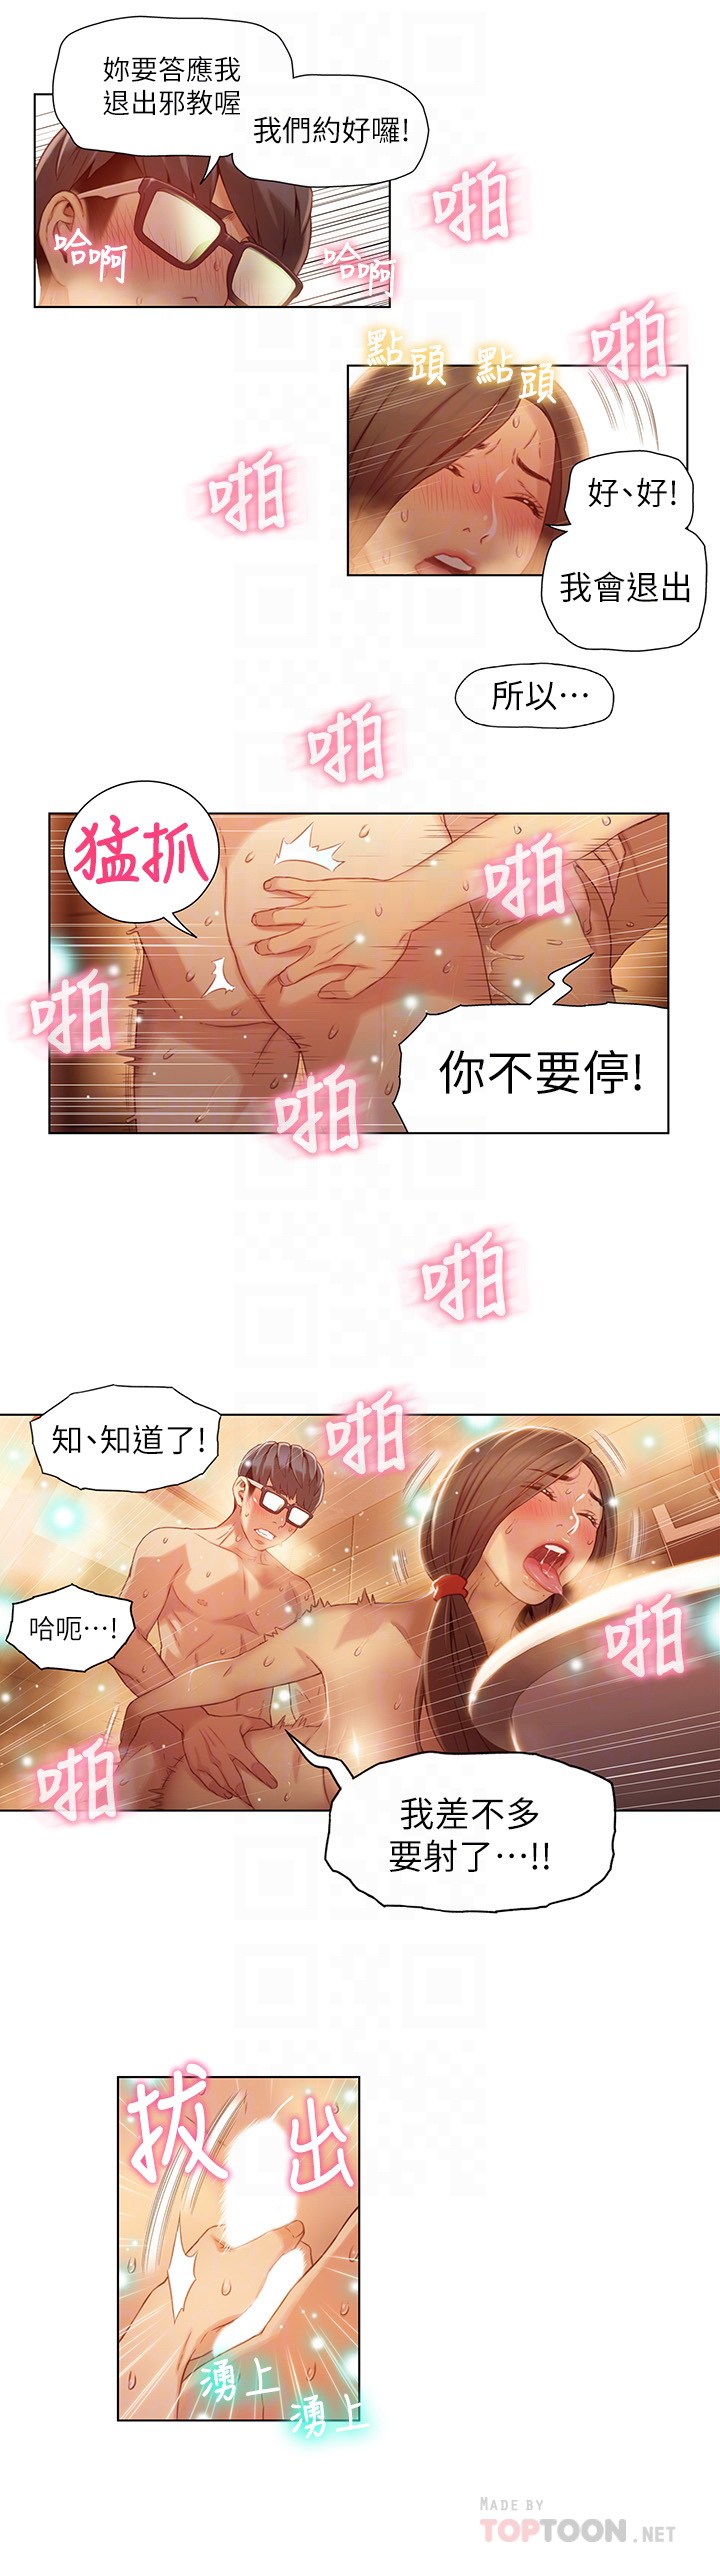 妳要答應我
退出邪教喔
我們約好囉!
啪
哈啊
哈啊
啪
點頭 點頭
啪
好、好!
我會退出
所以⋯
啪
猛抓
啪
啪
你不要停!
啪
啪
知、知道了!
啪
哈呃⋯!
啪
啪
我差不多
要射了⋯!!
拔出
湧上
湧上
MADE BY
TOPTOON.NET